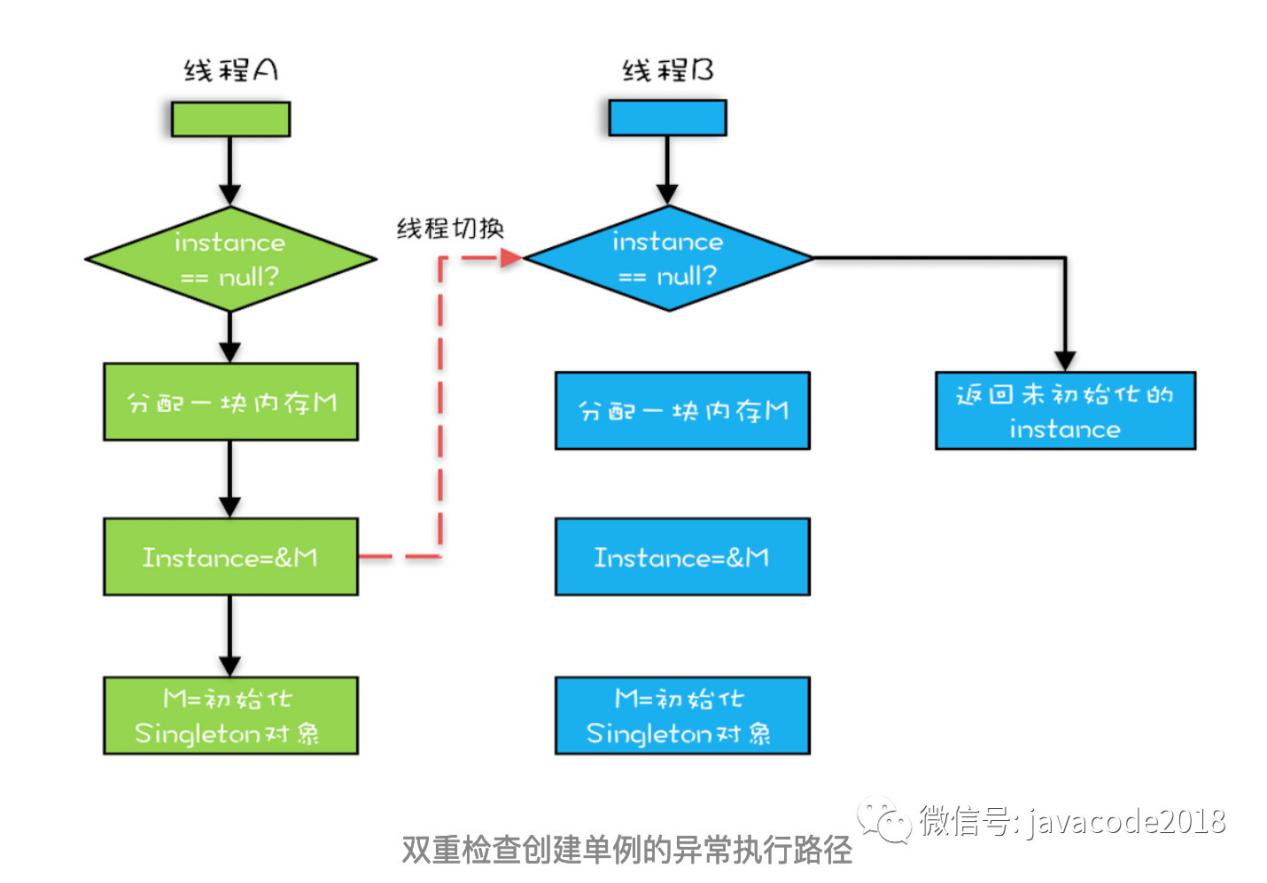 线程A
线程B
instance
== null?
线程切换
instance
== null?
分配一块内存M
分配一块内存M
返回未初始化的
instance
Instance=&M
Instance=&M
M=初始化
Singleton对象
M=初始化
Singleton对象
微信号: javacode2018
双重检查创建单例的异常执行路径